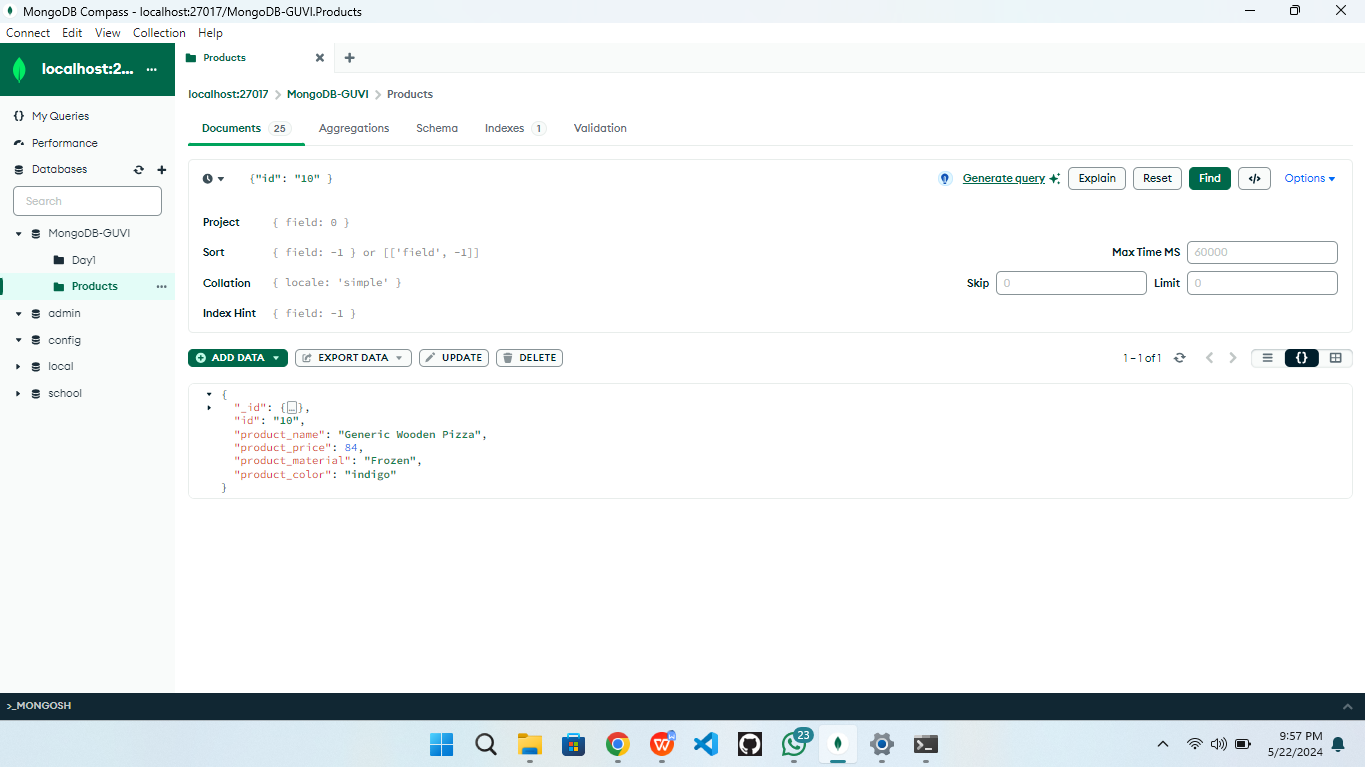 MongoDB Compass - localhost:27017/MongoDB-GUVI.Products
Connect Edit View Collection Help
localhost:2... ...
My Queries
Performance
Databases
Search
MongoDB-GUVI
Day1
Products ...
admin
config
local
school
Products
localhost:27017 > MongoDB-GUVI > Products
Documents 25 Aggregations Schema Indexes 1 Validation
{"id": "10" }
Generate query Explain Reset Find </> Options
Project { field: 0 }
Sort { field: -1 } or [['field', -1]]
Max Time MS 60000
Collation { locale: 'simple' }
Skip 0 Limit 0
Index Hint { field: -1 }
ADD DATA EXPORT DATA UPDATE DELETE
1 – 1 of 1
{}
{
"_id": {…},
"id": "10",
"product_name": "Generic Wooden Pizza",
"product_price": 84,
"product_material": "Frozen",
"product_color": "indigo"
}
>_MONGOSH
23
9:57 PM
5/22/2024